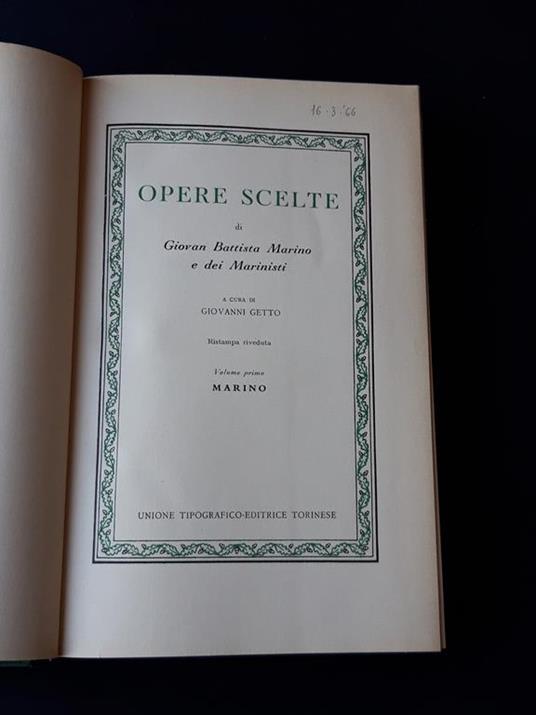 16·3·'66
OPERE SCELTE
di
Giovan Battista Marino
e dei Marinisti
A CURA DI
GIOVANNI GETTO
Ristampa riveduta
Volume primo
MARINO
UNIONE TIPOGRAFICO-EDITRICE TORINESE